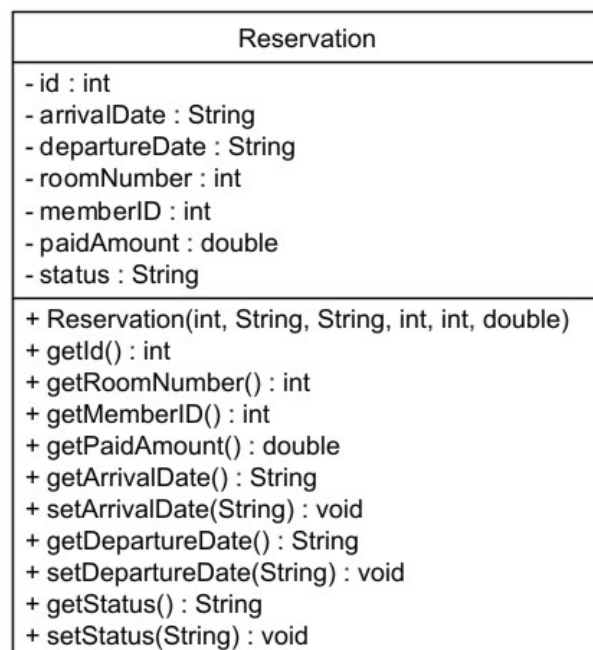 Reservation
- id : int
- arrivalDate : String
- departureDate : String
- roomNumber : int
- memberID : int
- paidAmount : double
- status : String
+ Reservation(int, String, String, int, int, double)
+ getId() : int
+ getRoomNumber() : int
+ getMemberID() : int
+ getPaidAmount() : double
+ getArrivalDate() : String
+ setArrivalDate(String) : void
+ getDepartureDate() : String
+ setDepartureDate(String) : void
+ getStatus() : String
+ setStatus(String) : void